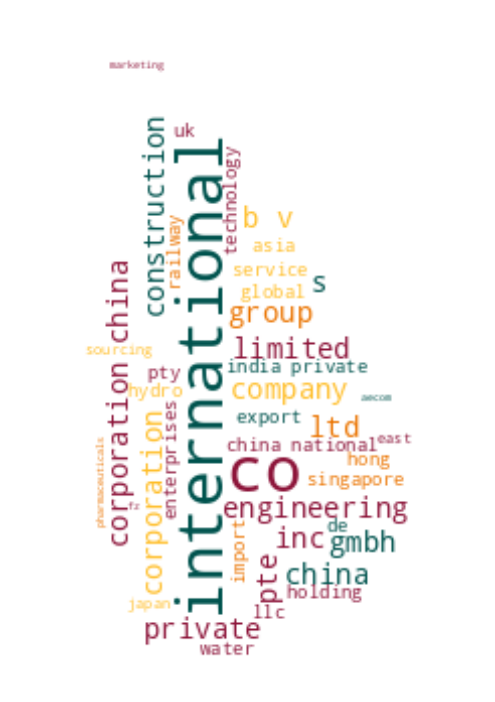 marketing
uk
construction
international
technology
railway
b v
asia
service
s
global
group
corporation china
limited
sourcing
india private
pty
hydro
company
aecom
export
enterprises
corporation
ltd
east
china national
pharmaceuticals
hong
co
singapore
fz
engineering
de
inc
gmbh
import
pte
china
holding
japan
llc
private
water